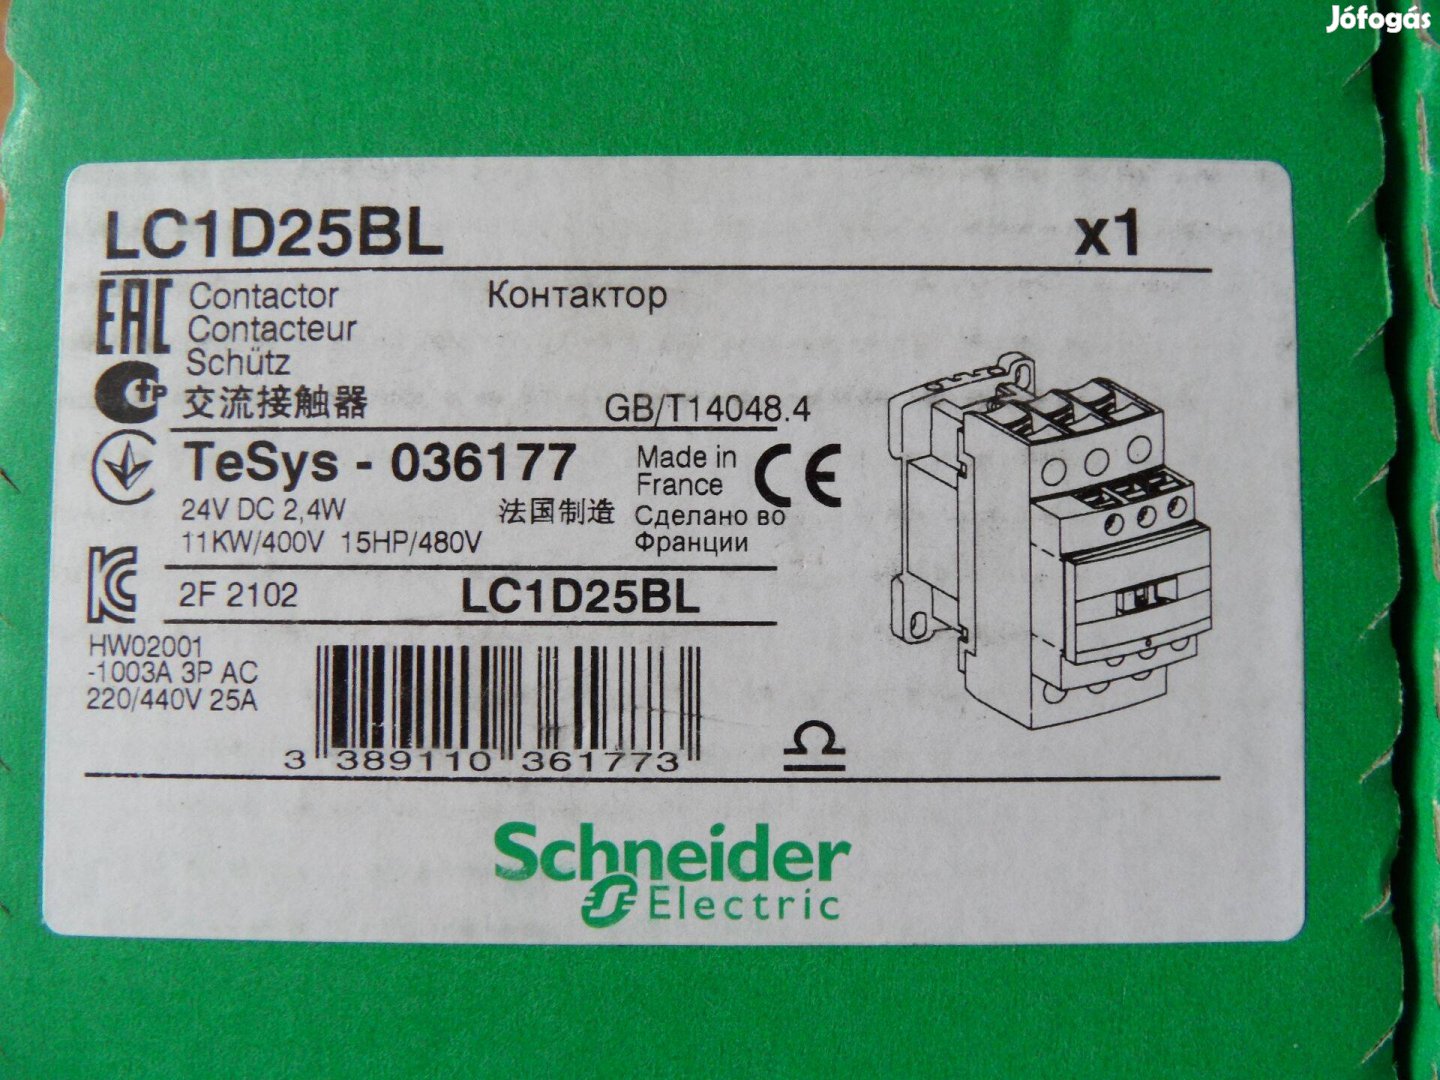 Jófogás
LC1D25BL x1
EAC Contactor Контактор
Contacteur
Schütz
交流接触器 GB/T14048.4
TeSys - 036177 Made in France CE
24V DC 2,4W 法国制造 Сделано во Франции
11KW/400V 15HP/480V
2F 2102 LC1D25BL
HW02001
-1003A 3P AC
220/440V 25A
3 389110 361773
Schneider
Electric